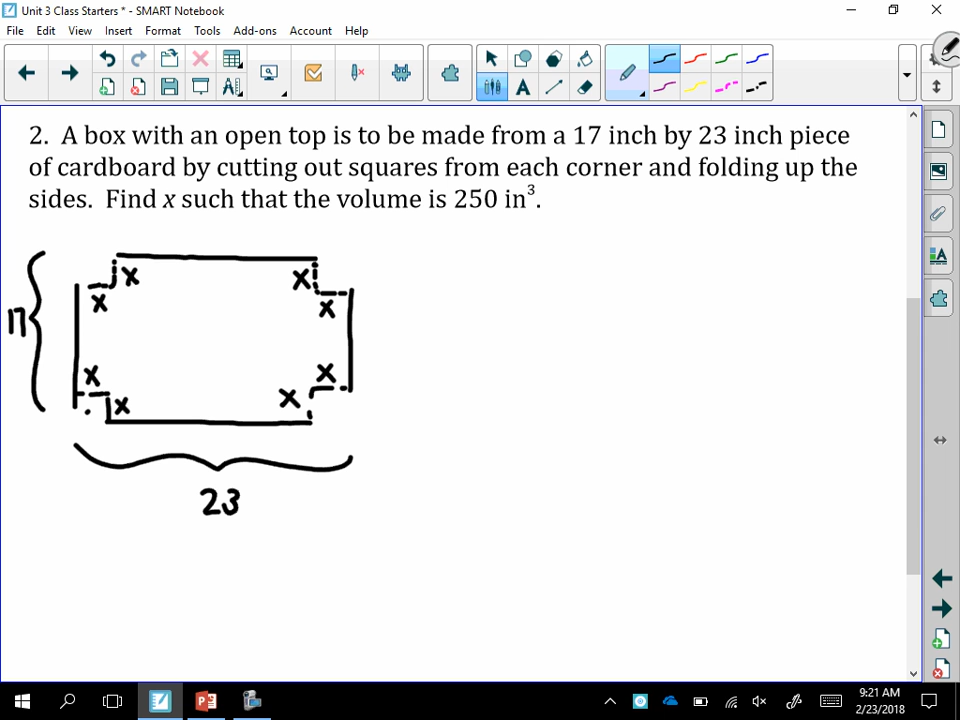 Unit 3 Class Starters * - SMART Notebook
File Edit View Insert Format Tools Add-ons Account Help
2. A box with an open top is to be made from a 17 inch by 23 inch piece
of cardboard by cutting out squares from each corner and folding up the
sides. Find x such that the volume is 250 in³.
x x
x x
17
x x
x x
23
9:21 AM
2/23/2018